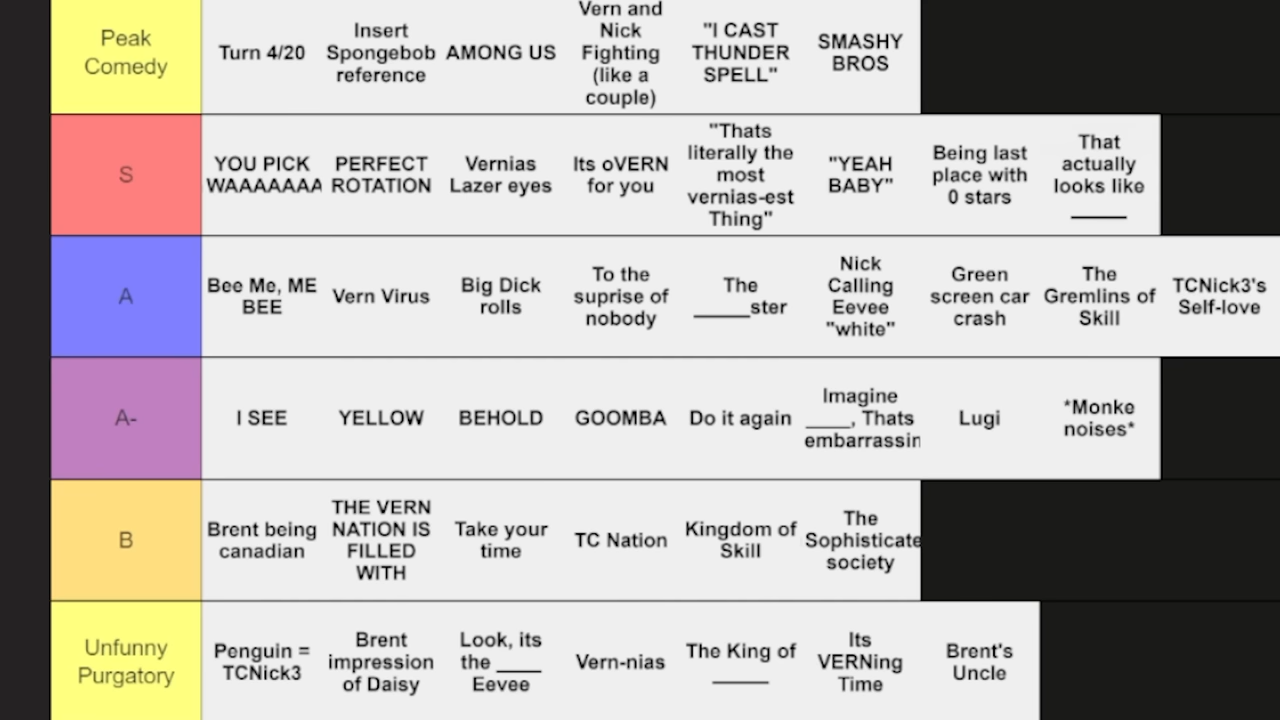 Peak
Comedy
Turn 4/20
Insert
Spongebob
reference
AMONG US
Vern and
Nick
Fighting
(like a
couple)
"I CAST
THUNDER
SPELL"
SMASHY
BROS
S
YOU PICK
WAAAAAAA
PERFECT
ROTATION
Vernias
Lazer eyes
Its oVERN
for you
"Thats
literally the
most
vernias-est
Thing"
"YEAH
BABY"
Being last
place with
0 stars
That
actually
looks like
_____
A
Bee Me, ME
BEE
Vern Virus
Big Dick
rolls
To the
suprise of
nobody
The
_____ster
Nick
Calling
Eevee
"white"
Green
screen car
crash
The
Gremlins of
Skill
TCNick3's
Self-love
A-
I SEE
YELLOW
BEHOLD
GOOMBA
Do it again
Imagine
____, Thats
embarrassin
Lugi
*Monke
noises*
B
Brent being
canadian
THE VERN
NATION IS
FILLED
WITH
Take your
time
TC Nation
Kingdom of
Skill
The
Sophisticate
society
Unfunny
Purgatory
Penguin =
TCNick3
Brent
impression
of Daisy
Look, its
the ____
Eevee
Vern-nias
The King of
_____
Its
VERNing
Time
Brent's
Uncle